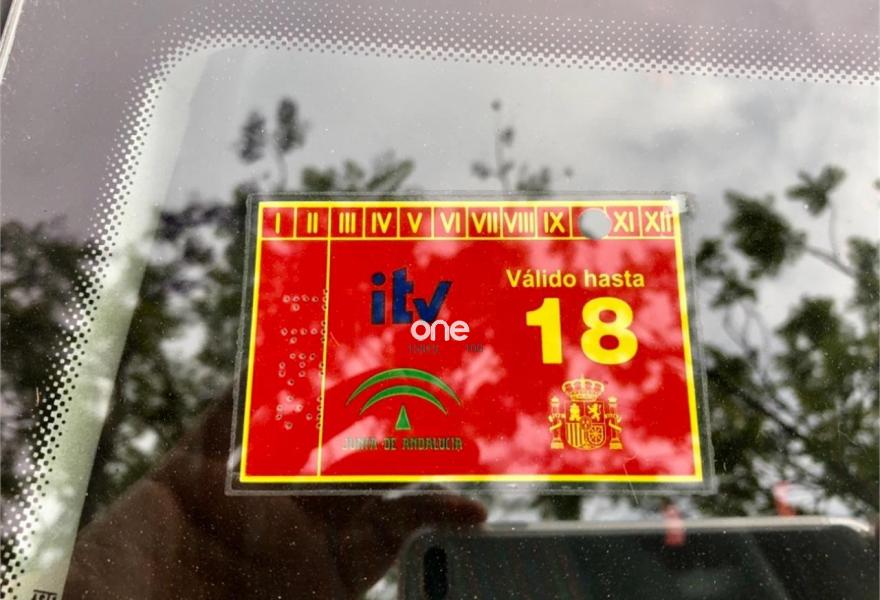 I II III IV V VI VII VIII IX XI XII
itv
Válido hasta
18
one
JUNTA DE ANDALUCIA